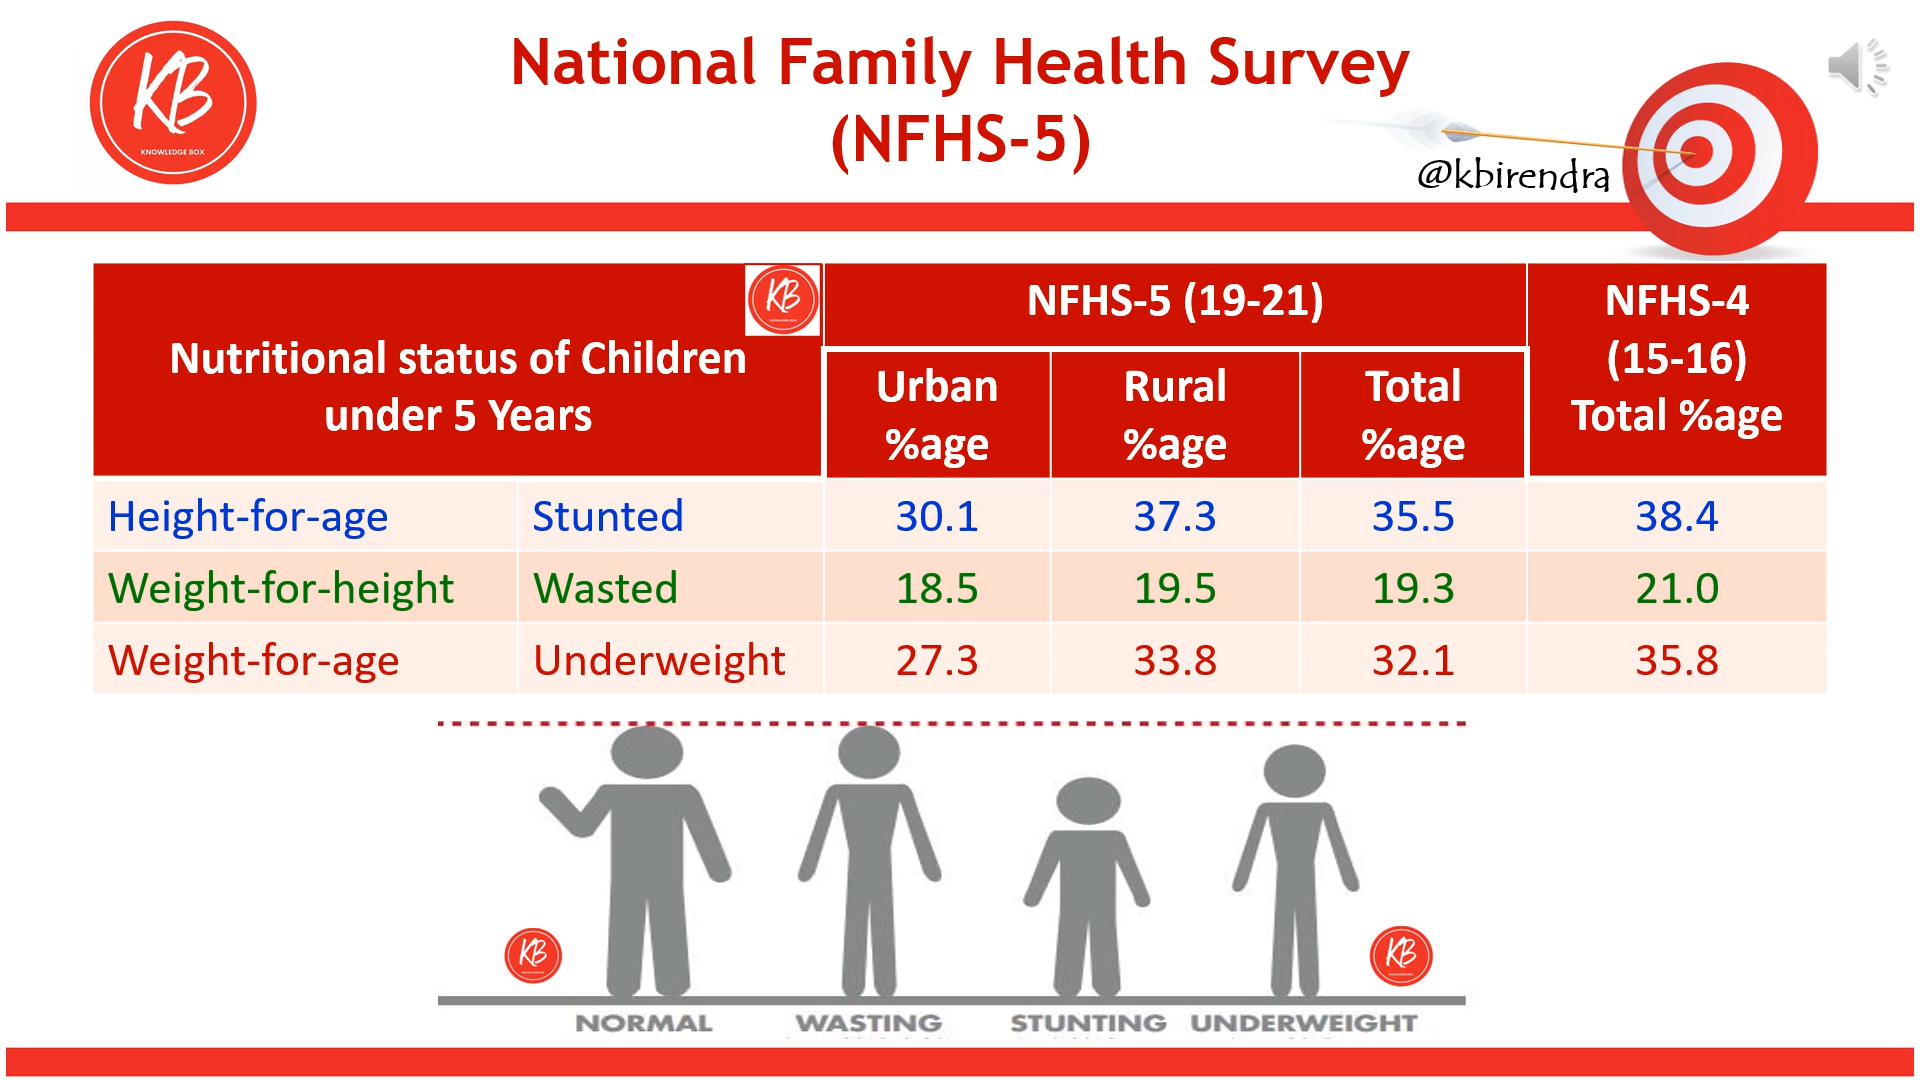 KB
KNOWLEDGE BOX
National Family Health Survey
(NFHS-5)
@kbirendra
Nutritional status of Children
under 5 Years
KB
NFHS-5 (19-21)
NFHS-4
(15-16)
Total %age
Urban
%age
Rural
%age
Total
%age
Height-for-age Stunted 30.1 37.3 35.5 38.4
Weight-for-height Wasted 18.5 19.5 19.3 21.0
Weight-for-age Underweight 27.3 33.8 32.1 35.8
KB
KB
NORMAL WASTING STUNTING UNDERWEIGHT